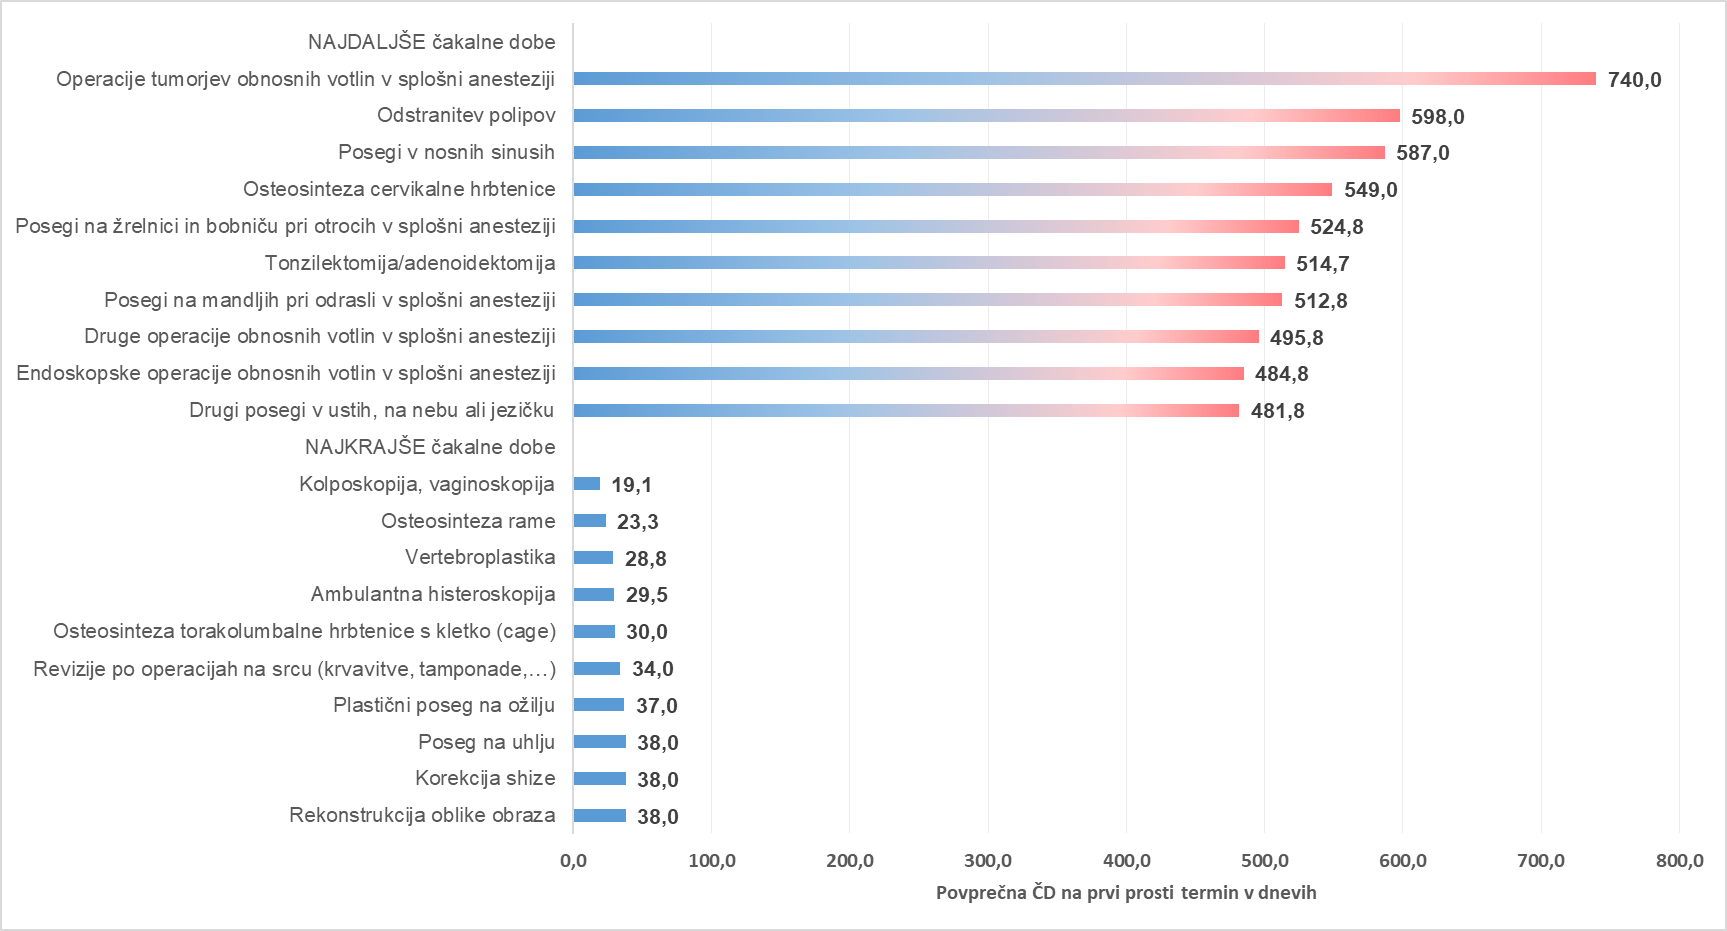 NAJDALJŠE čakalne dobe
Operacije tumorjev obnosnih votlin v splošni anesteziji 740,0
Odstranitev polipov 598,0
Posegi v nosnih sinusih 587,0
Osteosinteza cervikalne hrbtenice 549,0
Posegi na žrelnici in bobniču pri otrocih v splošni anesteziji 524,8
Tonzilektomija/adenoidektomija 514,7
Posegi na mandljih pri odrasli v splošni anesteziji 512,8
Druge operacije obnosnih votlin v splošni anesteziji 495,8
Endoskopske operacije obnosnih votlin v splošni anesteziji 484,8
Drugi posegi v ustih, na nebu ali jezičku 481,8
NAJKRAJŠE čakalne dobe
Kolposkopija, vaginoskopija 19,1
Osteosinteza rame 23,3
Vertebroplastika 28,8
Ambulantna histeroskopija 29,5
Osteosinteza torakolumbalne hrbtenice s kletko (cage) 30,0
Revizije po operacijah na srcu (krvavitve, tamponade,…) 34,0
Plastični poseg na ožilju 37,0
Poseg na uhlju 38,0
Korekcija shize 38,0
Rekonstrukcija oblike obraza 38,0
0,0 100,0 200,0 300,0 400,0 500,0 600,0 700,0 800,0
Povprečna ČD na prvi prosti termin v dnevih